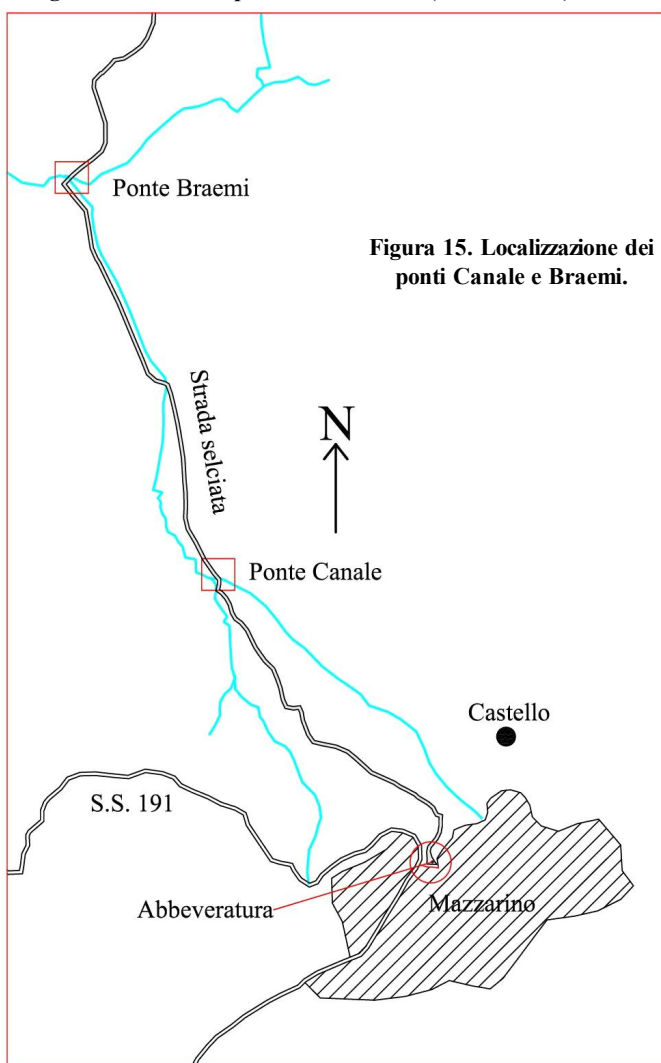 Ponte Braemi
Figura 15. Localizzazione dei
ponti Canale e Braemi.
Strada selciata
N
Ponte Canale
Castello
S.S. 191
Abbeveratura
Mazzarino